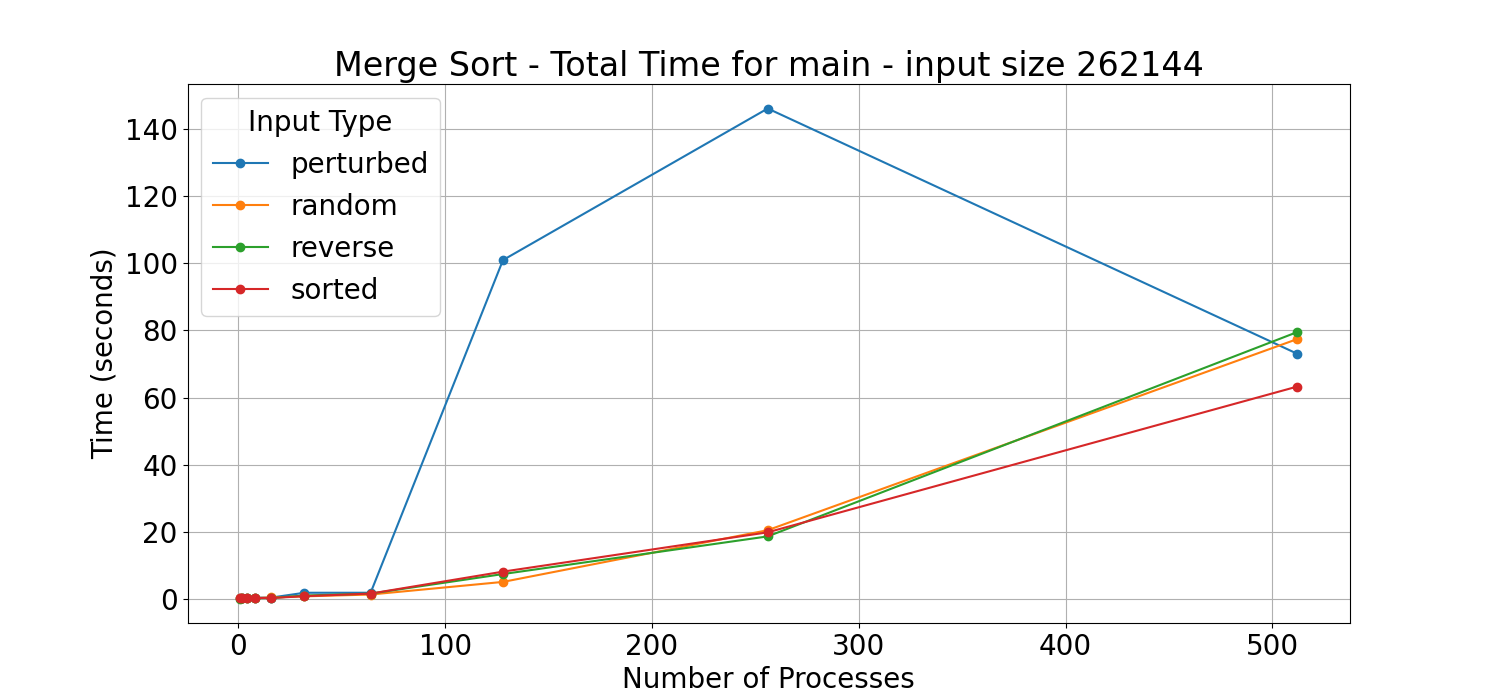 Merge Sort - Total Time for main - input size 262144
Input Type
perturbed
random
reverse
sorted
Time (seconds)
140
120
100
80
60
40
20
0
0 100 200 300 400 500
Number of Processes